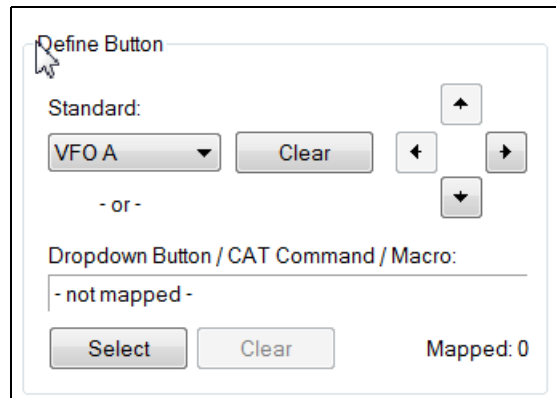 Define Button
Standard:
VFO A
Clear
- or -
Dropdown Button / CAT Command / Macro:
- not mapped -
Select
Clear
Mapped: 0